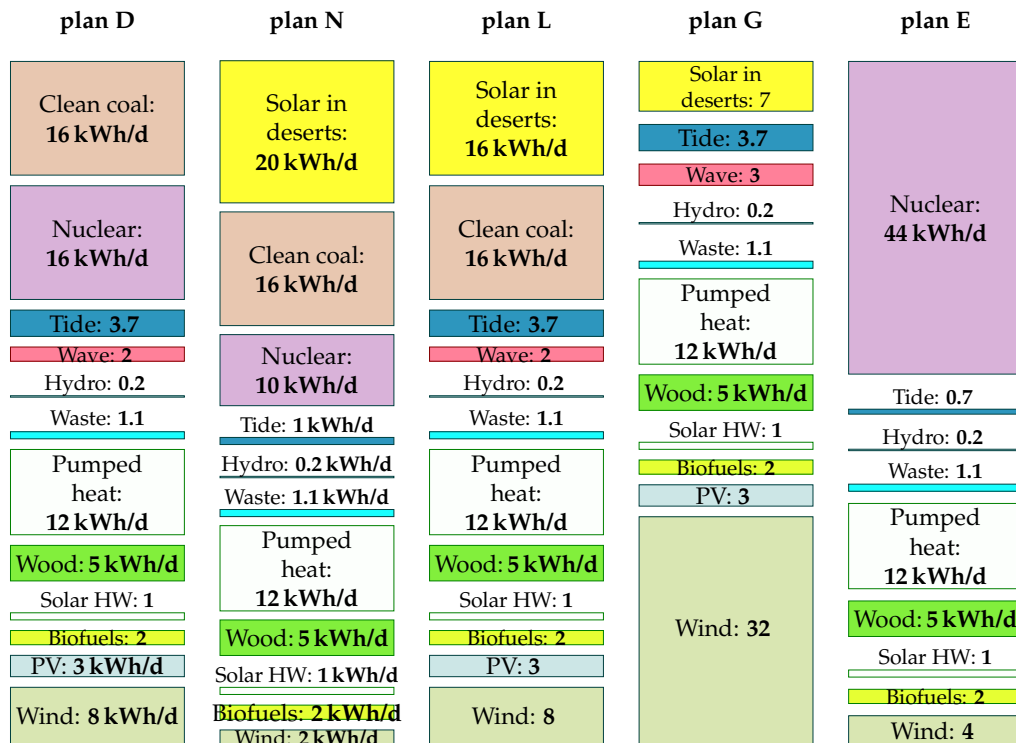 plan D
Clean coal:
16 kWh/d
Nuclear:
16 kWh/d
Tide: 3.7
Wave: 2
Hydro: 0.2
Waste: 1.1
Pumped
heat:
12 kWh/d
Wood: 5 kWh/d
Solar HW: 1
Biofuels: 2
PV: 3 kWh/d
Wind: 8 kWh/d
plan N
Solar in
deserts:
20 kWh/d
Clean coal:
16 kWh/d
Nuclear:
10 kWh/d
Tide: 1 kWh/d
Hydro: 0.2 kWh/d
Waste: 1.1 kWh/d
Pumped
heat:
12 kWh/d
Wood: 5 kWh/d
Solar HW: 1 kWh/d
Biofuels: 2 kWh/d
Wind: 2 kWh/d
plan L
Solar in
deserts:
16 kWh/d
Clean coal:
16 kWh/d
Tide: 3.7
Wave: 2
Hydro: 0.2
Waste: 1.1
Pumped
heat:
12 kWh/d
Wood: 5 kWh/d
Solar HW: 1
Biofuels: 2
PV: 3
Wind: 8
plan G
Solar in
deserts: 7
Tide: 3.7
Wave: 3
Hydro: 0.2
Waste: 1.1
Pumped
heat:
12 kWh/d
Wood: 5 kWh/d
Solar HW: 1
Biofuels: 2
PV: 3
Wind: 32
plan E
Nuclear:
44 kWh/d
Tide: 0.7
Hydro: 0.2
Waste: 1.1
Pumped
heat:
12 kWh/d
Wood: 5 kWh/d
Solar HW: 1
Biofuels: 2
Wind: 4